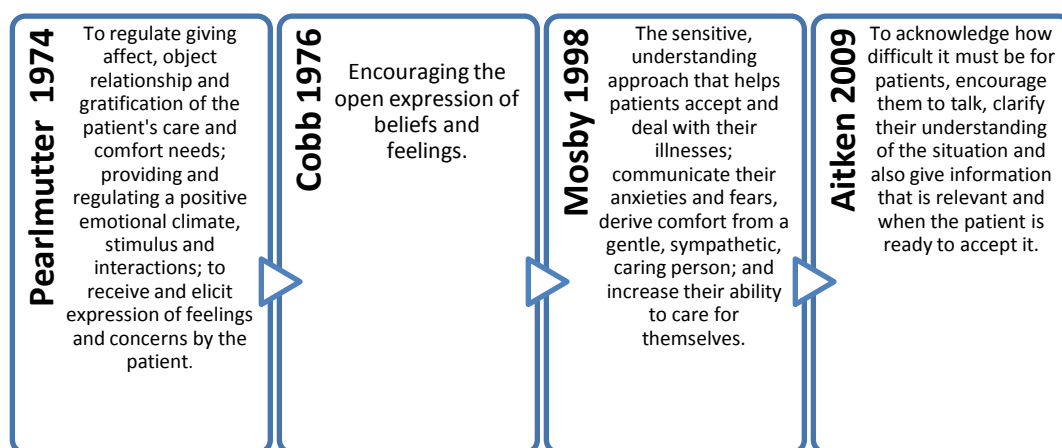 Pearlmutter 1974
To regulate giving
affect, object
relationship and
gratification of the
patient's care and
comfort needs;
providing and
regulating a positive
emotional climate,
stimulus and
interactions; to
receive and elicit
expression of feelings
and concerns by the
patient.
Cobb 1976
Encouraging the
open expression of
beliefs and
feelings.
Mosby 1998
The sensitive,
understanding
approach that helps
patients accept and
deal with their
illnesses;
communicate their
anxieties and fears,
derive comfort from a
gentle, sympathetic,
caring person; and
increase their ability
to care for
themselves.
Aitken 2009
To acknowledge how
difficult it must be for
patients, encourage
them to talk, clarify
their understanding
of the situation and
also give information
that is relevant and
when the patient is
ready to accept it.